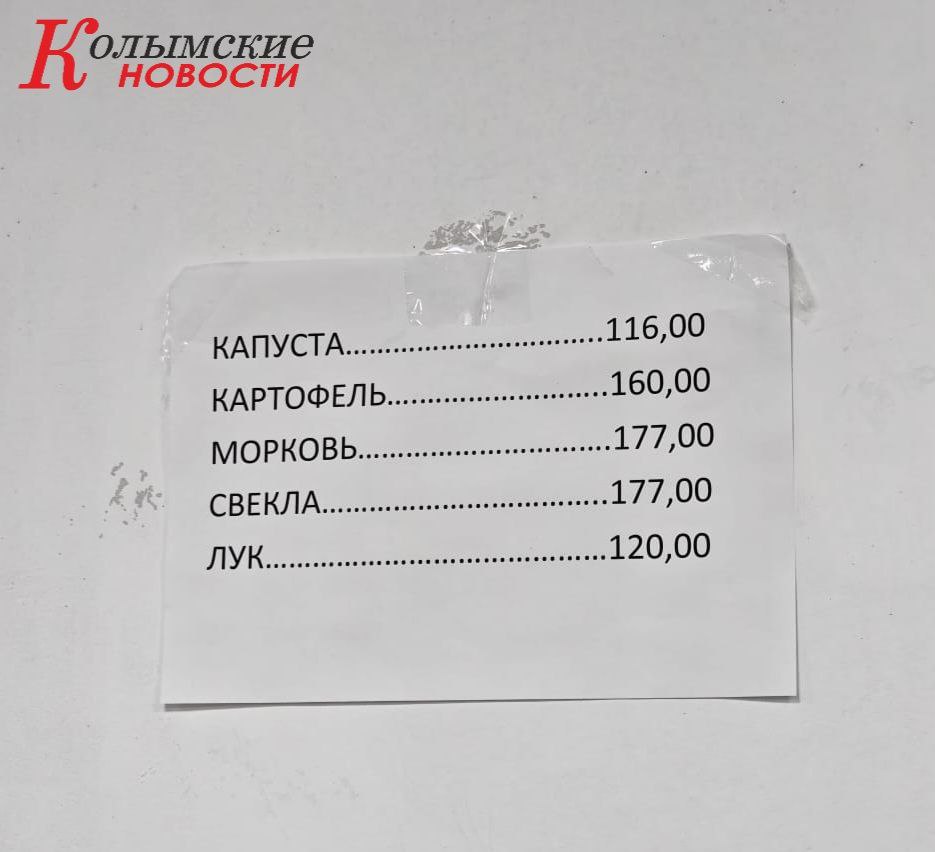 Колымские
НОВОСТИ
КАПУСТА................................116,00
КАРТОФЕЛЬ...........................160,00
МОРКОВЬ...............................177,00
СВЕКЛА...................................177,00
ЛУК..........................................120,00